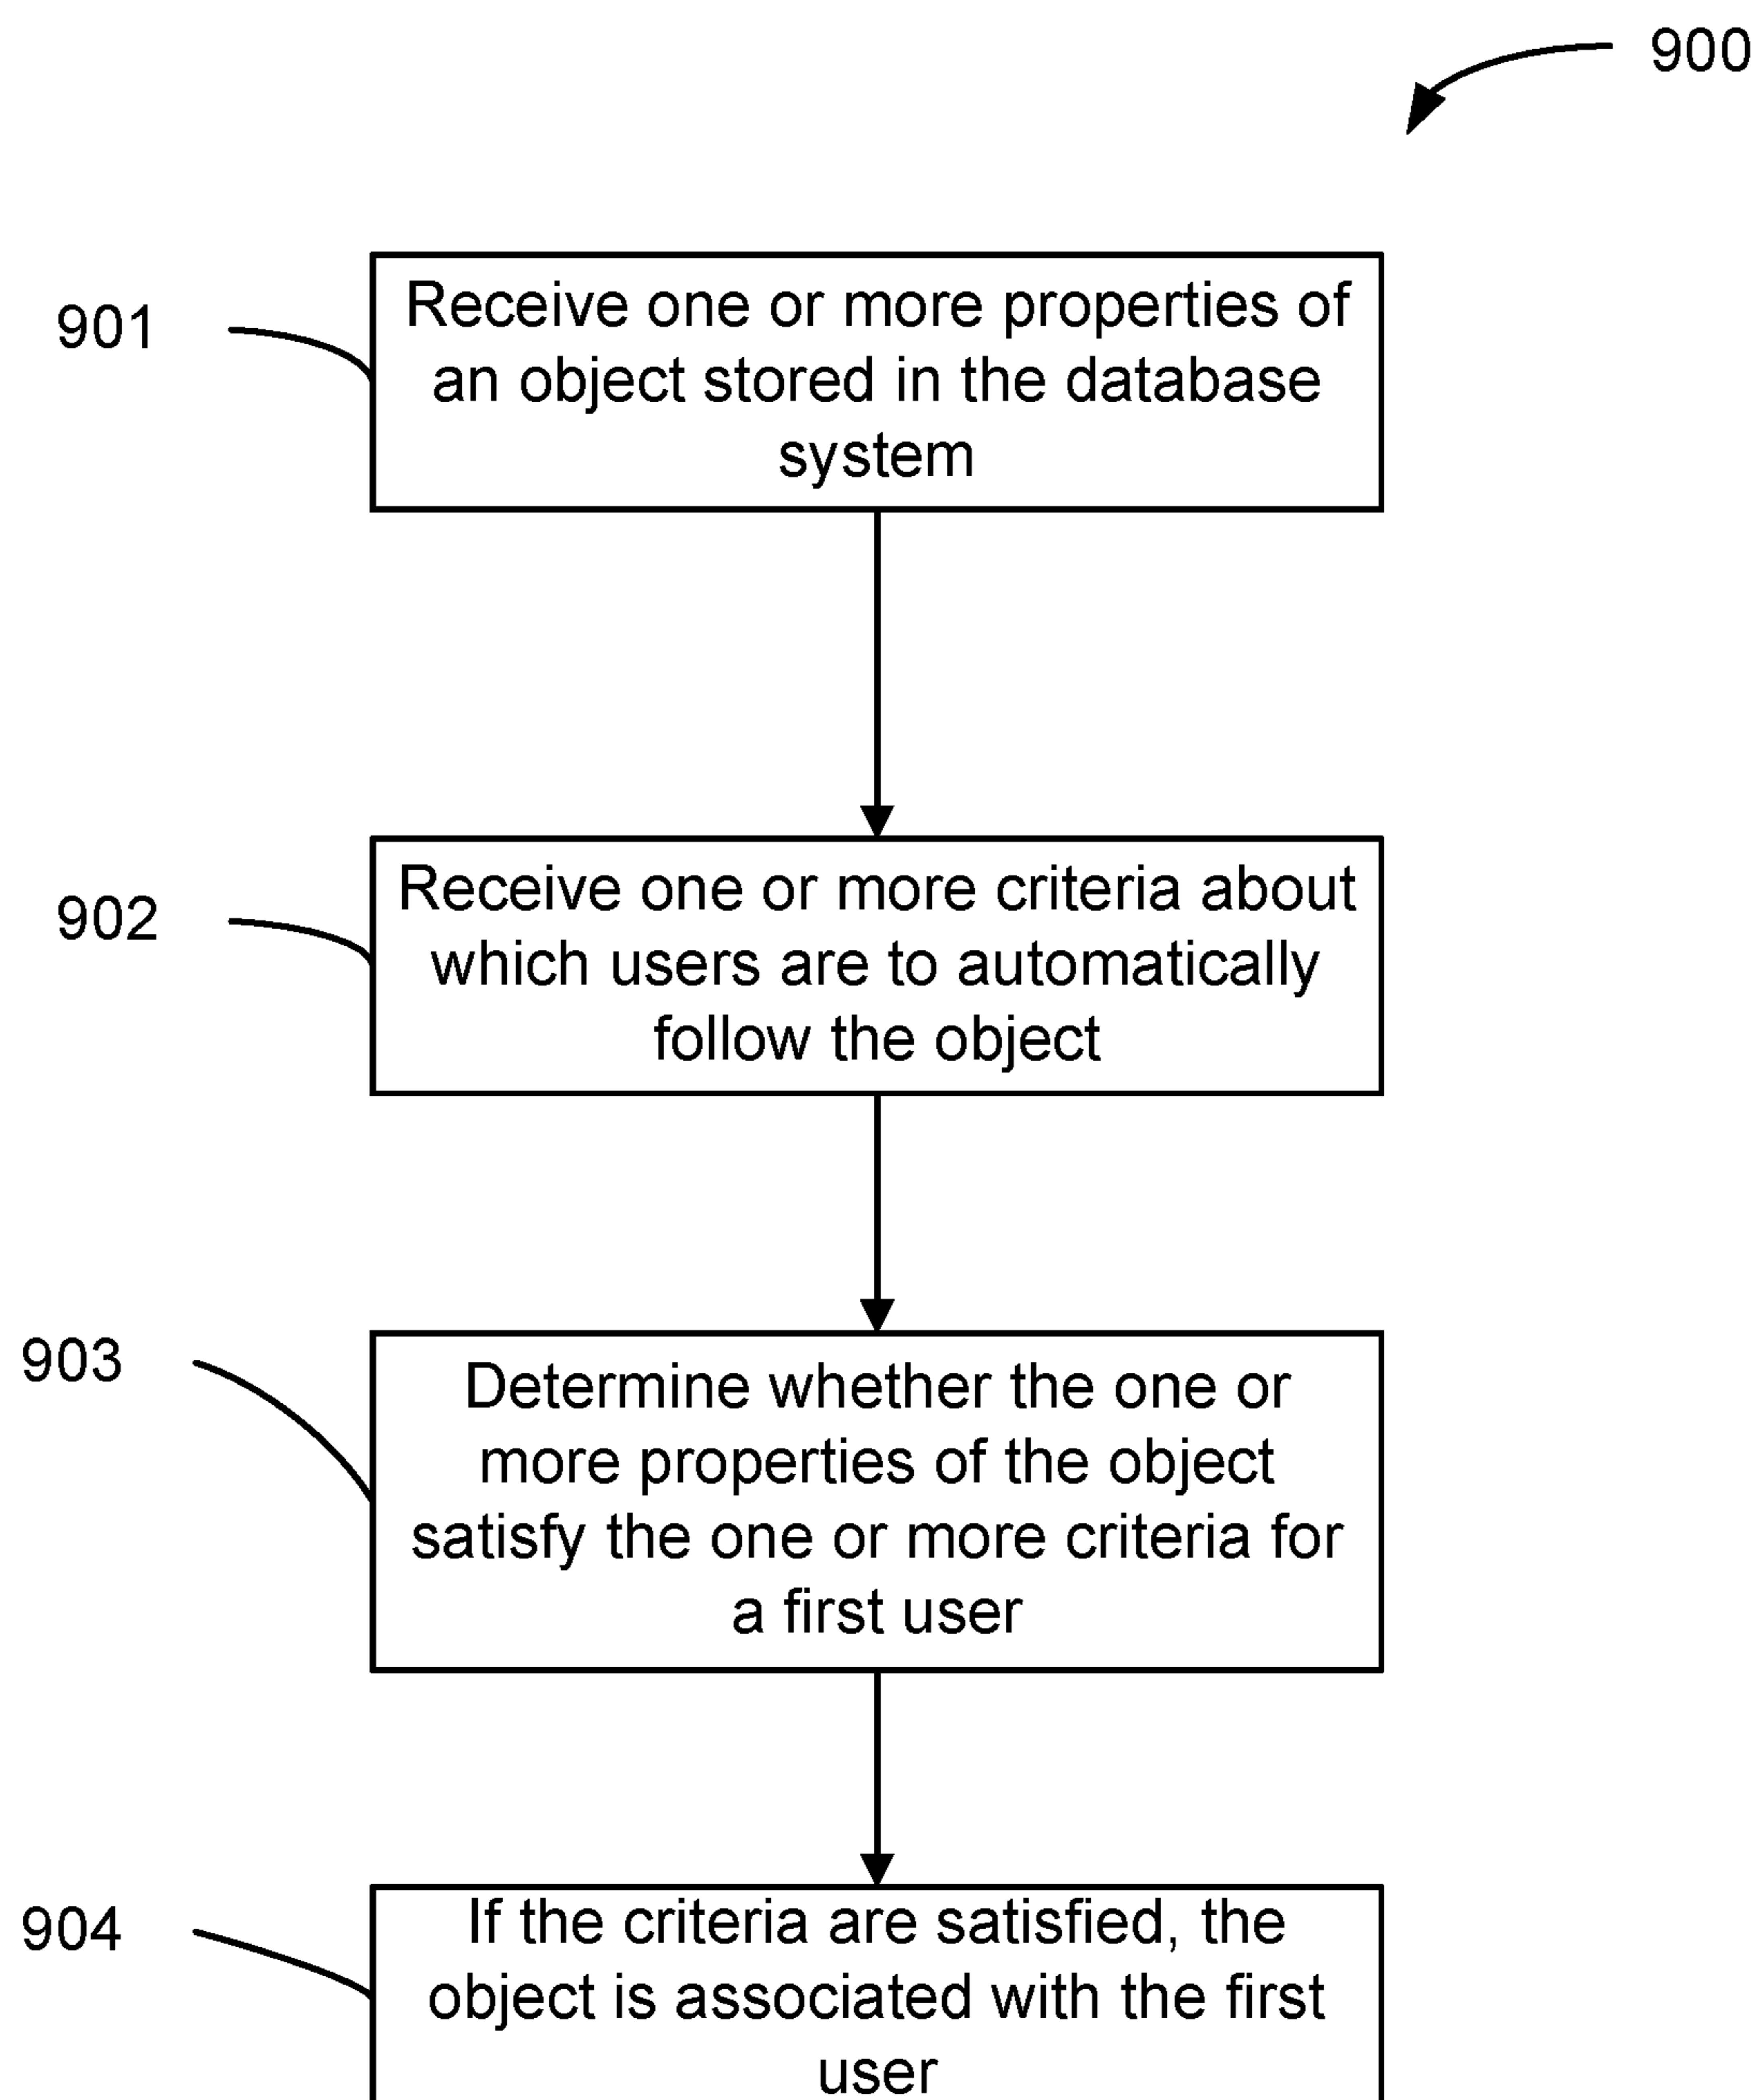 900
901
Receive one or more properties of
an object stored in the database
system
902
Receive one or more criteria about
which users are to automatically
follow the object
903
Determine whether the one or
more properties of the object
satisfy the one or more criteria for
a first user
904
If the criteria are satisfied, the
object is associated with the first
user